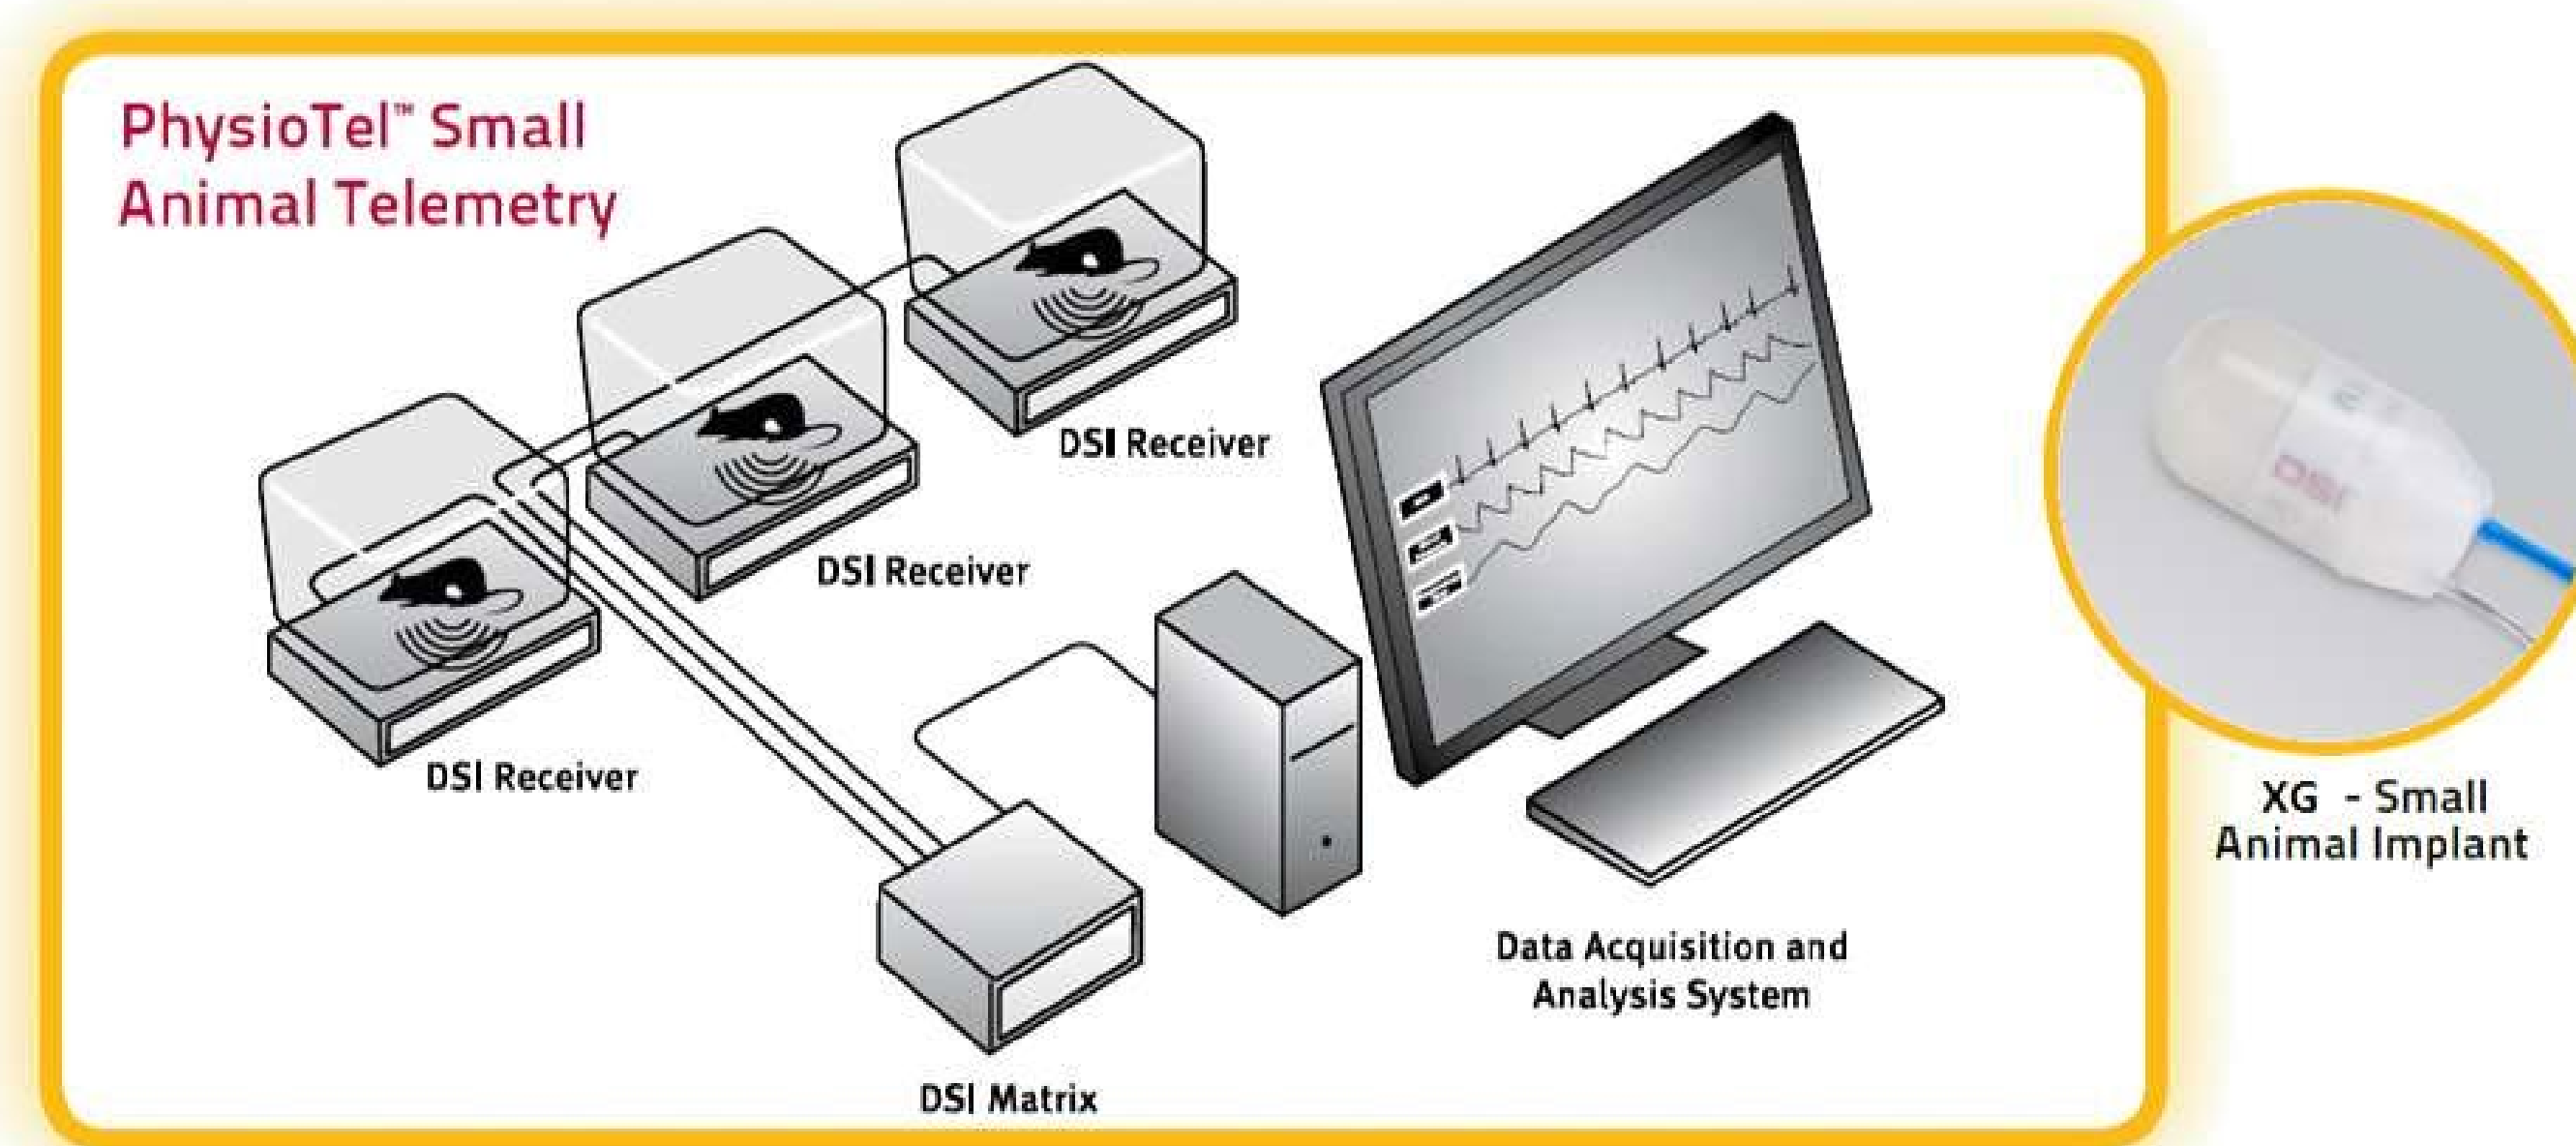 PhysioTel™ Small
Animal Telemetry
DSI Receiver
DSI Receiver
DSI Receiver
DSI Matrix
Data Acquisition and
Analysis System
DSI
XG - Small
Animal Implant